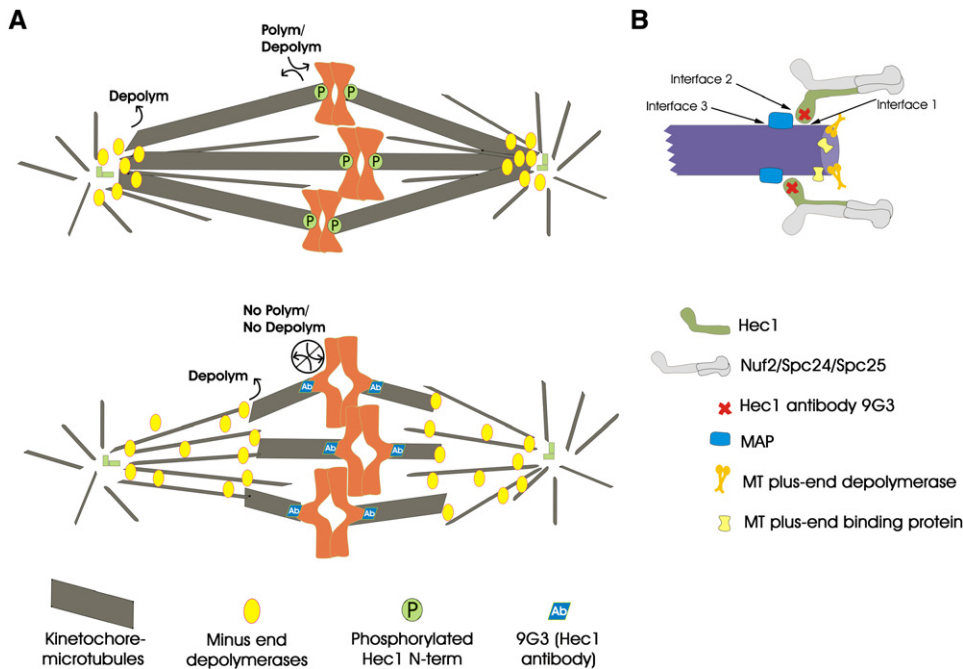 A
Polym/
Depolym
Depolym
P P
P P
P P
No Polym/
No Depolym
Depolym
Ab Ab
Ab Ab
Ab Ab
Kinetochore-
microtubules
Minus end
depolymerases
P
Phosphorylated
Hec1 N-term
Ab
9G3 (Hec1
antibody)
B
Interface 2
Interface 3
Interface 1
Hec1
Nuf2/Spc24/Spc25
Hec1 antibody 9G3
MAP
MT plus-end depolymerase
MT plus-end binding protein